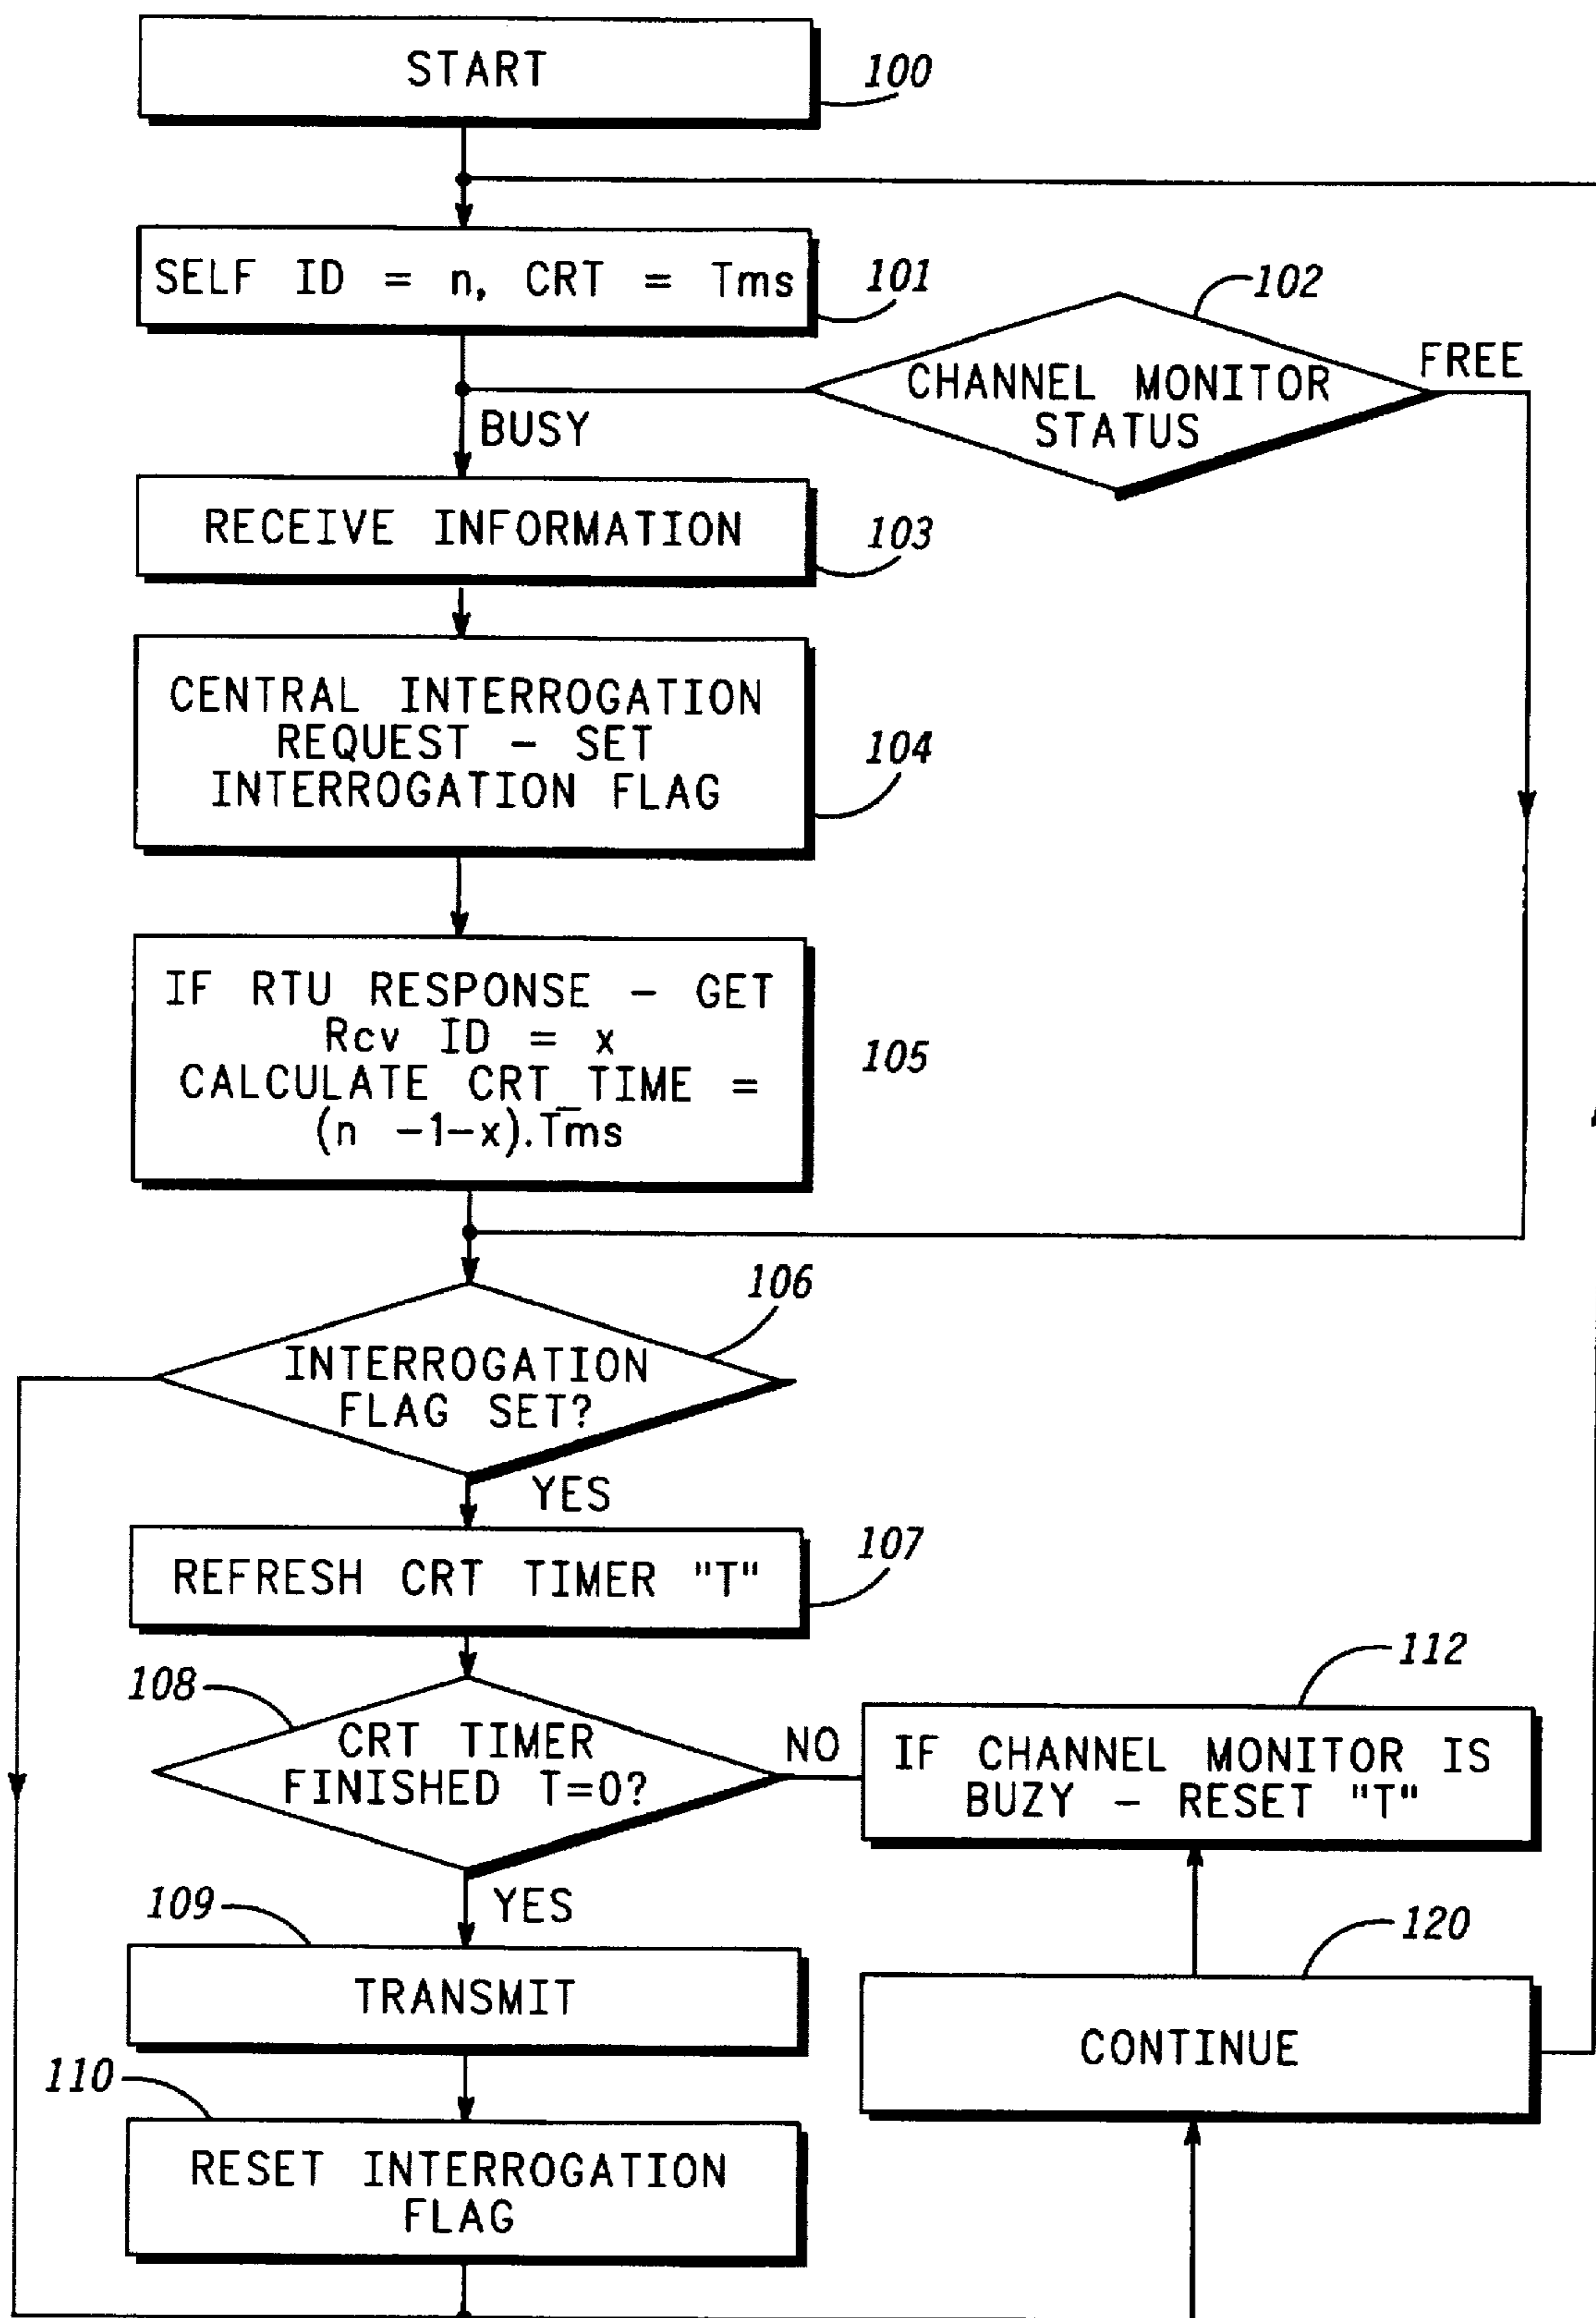 START
100
SELF ID = n, CRT = Tms
101
102
CHANNEL MONITOR
STATUS
FREE
BUSY
RECEIVE INFORMATION
103
CENTRAL INTERROGATION
REQUEST - SET
INTERROGATION FLAG
104
IF RTU RESPONSE - GET
Rcv ID = x
CALCULATE CRT_TIME =
(n -1-x).Tms
105
106
INTERROGATION
FLAG SET?
YES
REFRESH CRT TIMER "T"
107
108
CRT TIMER
FINISHED T=0?
NO
112
IF CHANNEL MONITOR IS
BUZY - RESET "T"
YES
109
TRANSMIT
120
CONTINUE
110
RESET INTERROGATION
FLAG